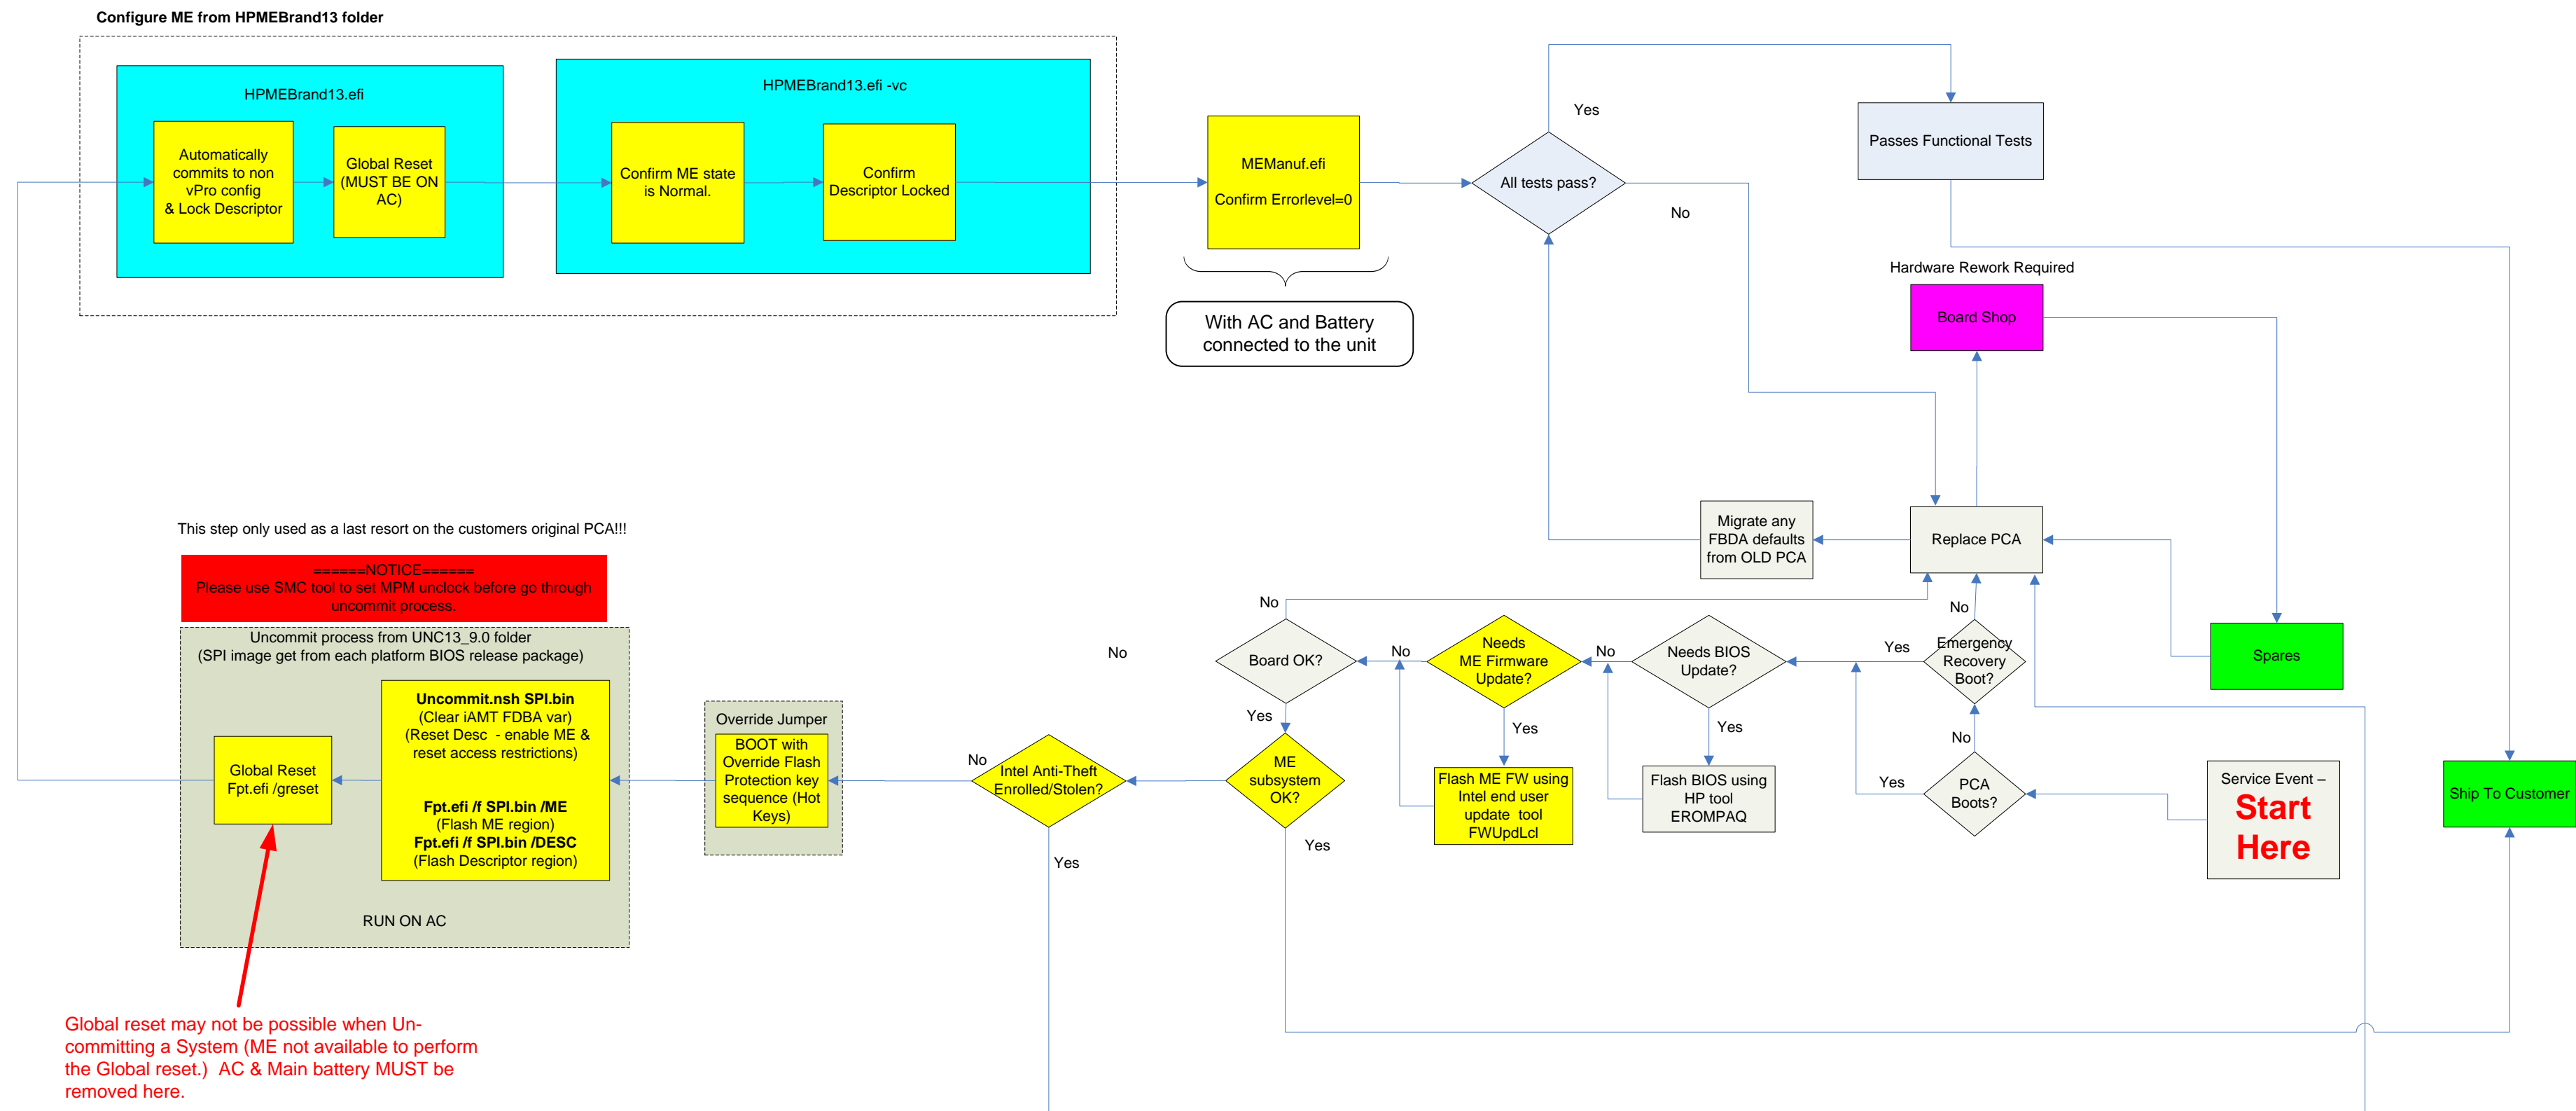 Configure ME from HPMEBrand13 folder
HPMEBrand13.efi
Automatically
commits to non
vPro config
& Lock Descriptor
Global Reset
(MUST BE ON
AC)
HPMEBrand13.efi -vc
Confirm ME state
is Normal.
Confirm
Descriptor Locked
MEManuf.efi
Confirm Errorlevel=0
With AC and Battery
connected to the unit
All tests pass?
Yes
No
Passes Functional Tests
Hardware Rework Required
Board Shop
Migrate any
FBDA defaults
from OLD PCA
Replace PCA
Spares
This step only used as a last resort on the customers original PCA!!!
======NOTICE======
Please use SMC tool to set MPM unclock before go through
uncommit process.
Uncommit process from UNC13_9.0 folder
(SPI image get from each platform BIOS release package)
Uncommit.nsh SPI.bin
(Clear iAMT FDBA var)
(Reset Desc  - enable ME &
reset access restrictions)
Fpt.efi /f SPI.bin /ME
(Flash ME region)
Fpt.efi /f SPI.bin /DESC
(Flash Descriptor region)
Global Reset
Fpt.efi /greset
RUN ON AC
Override Jumper
BOOT with
Override Flash
Protection key
sequence (Hot
Keys)
No
Intel Anti-Theft
Enrolled/Stolen?
Yes
No
No
Board OK?
Yes
ME
subsystem
OK?
Yes
No
Needs
ME Firmware
Update?
Yes
Flash ME FW using
Intel end user
update  tool
FWUpdLcl
No
Needs BIOS
Update?
Yes
Flash BIOS using
HP tool
EROMPAQ
Yes
No
Emergency
Recovery
Boot?
No
Yes
PCA
Boots?
Service Event –
Start
Here
Ship To Customer
Global reset may not be possible when Un-
committing a System (ME not available to perform
the Global reset.)  AC & Main battery MUST be
removed here.